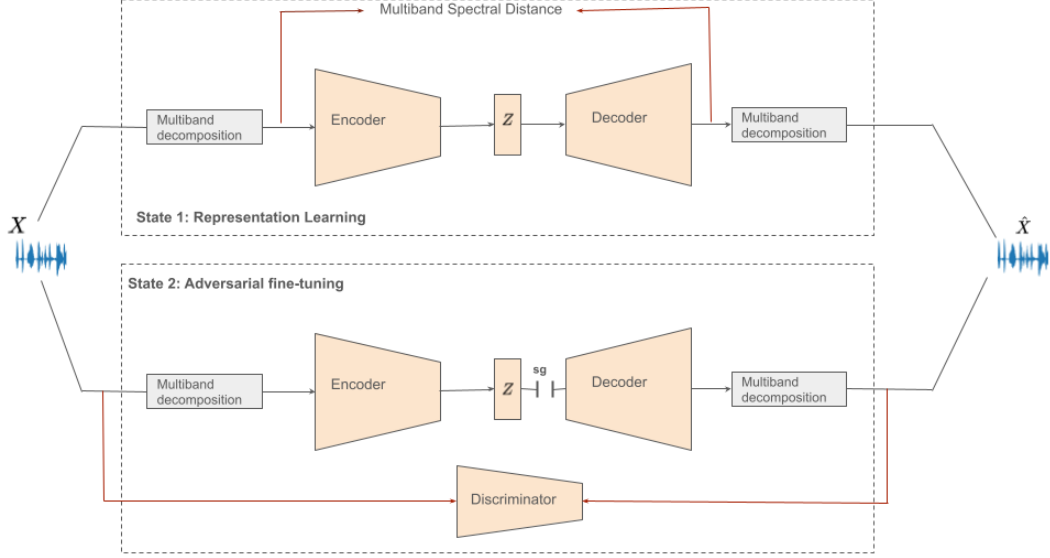 Multiband Spectral Distance
Multiband
decomposition
Encoder
Z
Decoder
Multiband
decomposition
State 1: Representation Learning
X
X̂
State 2: Adversarial fine-tuning
Multiband
decomposition
Encoder
Z
sg
Decoder
Multiband
decomposition
Discriminator